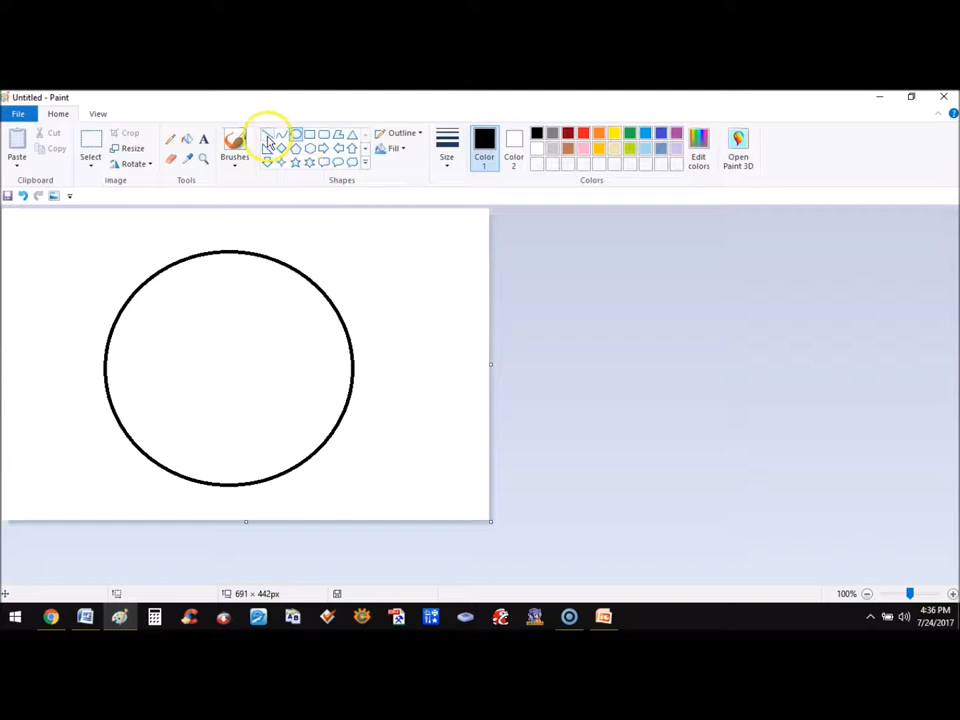 Untitled - Paint
File Home View
Paste
Cut
Copy
Clipboard
Select
Crop
Resize
Rotate
Image
A
Tools
Brushes
Shapes
Outline
Fill
Size
Color 1
Color 2
Colors
Edit colors
Open Paint 3D
691 × 442px
100%
4:36 PM
7/24/2017